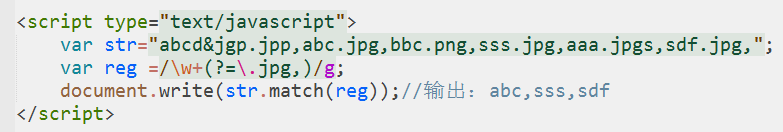 <script type="text/javascript">
var str="abcd&jgp.jpp,abc.jpg,bbc.png,sss.jpg,aaa.jpgs,sdf.jpg,";
var reg =/\w+(?=\.jpg,)/g;
document.write(str.match(reg));//输出：abc,sss,sdf
</script>